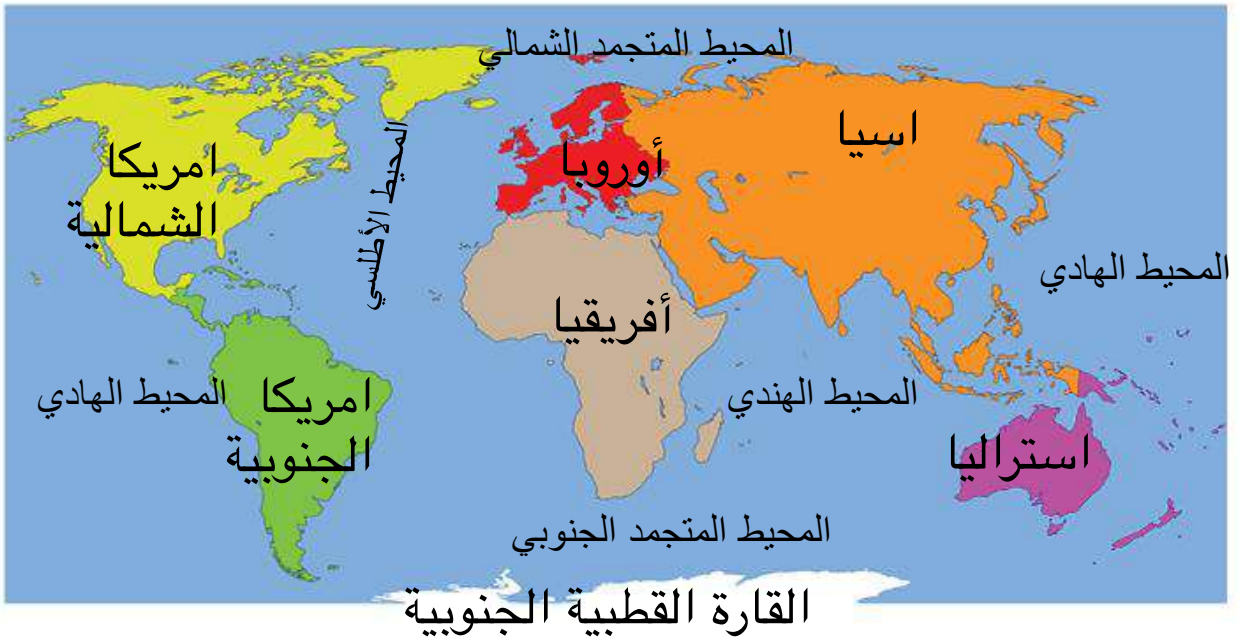 المحيط المتجمد الشمالي
اسيا
أوروبا
المحيط الأطلسي
امريكا
الشمالية
المحيط الهادي
أفريقيا
المحيط الهندي
امريكا
الجنوبية
المحيط الهادي
استراليا
المحيط المتجمد الجنوبي
القارة القطبية الجنوبية